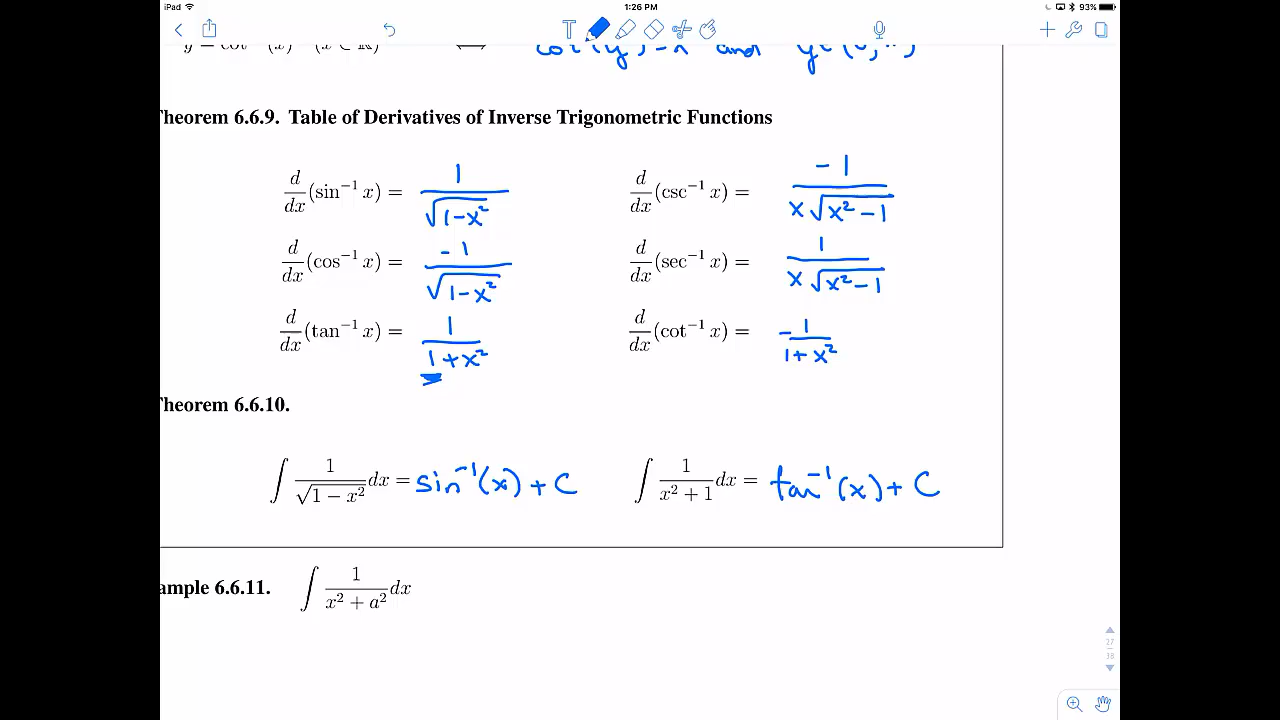 iPad 1:26 PM 93%
T
and
Theorem 6.6.9. Table of Derivatives of Inverse Trigonometric Functions
d/dx (sin⁻¹ x) = 1/√(1-x²) d/dx (csc⁻¹ x) = -1/(x√(x²-1))
d/dx (cos⁻¹ x) = -1/√(1-x²) d/dx (sec⁻¹ x) = 1/(x√(x²-1))
d/dx (tan⁻¹ x) = 1/(1+x²) d/dx (cot⁻¹ x) = -1/(1+x²)
Theorem 6.6.10.
∫ 1/√(1-x²) dx = sin⁻¹(x) + C ∫ 1/(x²+1) dx = tan⁻¹(x) + C
ample 6.6.11. ∫ 1/(x²+a²) dx
27
38